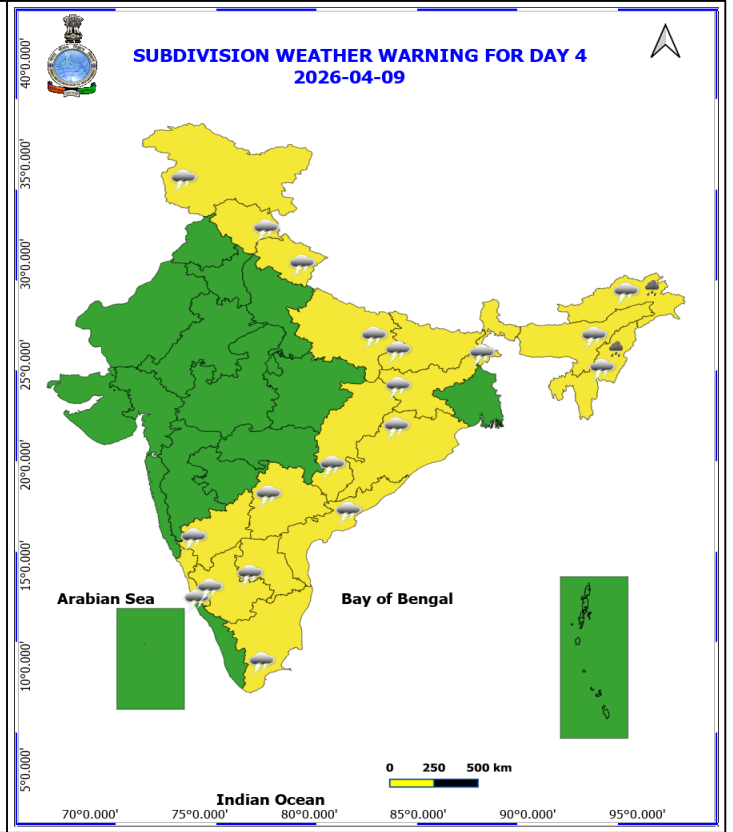 SUBDIVISION WEATHER WARNING FOR DAY 4
2026-04-09
40°0.000'
35°0.000'
30°0.000'
25°0.000'
20°0.000'
15°0.000'
Arabian Sea
Bay of Bengal
10°0.000'
5°0.000'
0 250 500 km
Indian Ocean
70°0.000' 75°0.000' 80°0.000' 85°0.000' 90°0.000' 95°0.000'